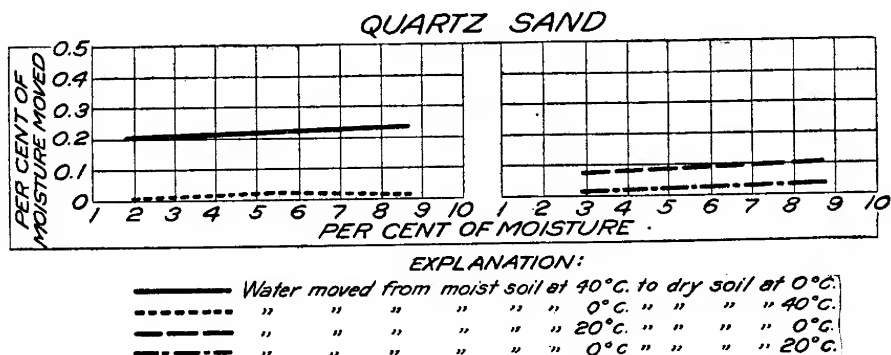 QUARTZ SAND
PER CENT OF
MOISTURE MOVED
0.5
0.4
0.3
0.2
0.1
0
1 2 3 4 5 6 7 8 9 10 1 2 3 4 5 6 7 8 9 10
PER CENT OF MOISTURE
EXPLANATION:
Water moved from moist soil at 40°C. to dry soil at 0°C.
" " " " " " 0°C. " " " " 40°C.
" " " " " " 20°C. " " " " 0°C.
" " " " " " 0°C " " " " 20°C.